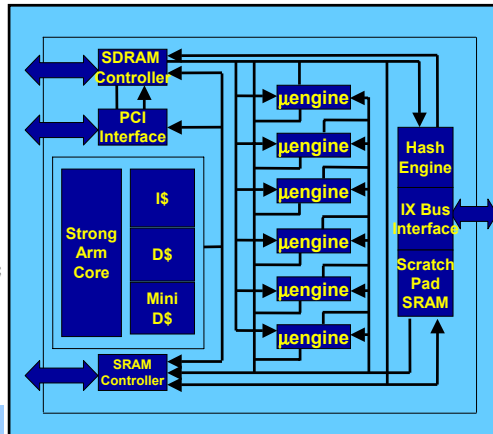 SDRAM
Controller
PCI
Interface
Strong
Arm
Core
I$
D$
Mini
D$
SRAM
Controller
µengine
µengine
µengine
µengine
µengine
µengine
Hash
Engine
IX Bus
Interface
Scratch
Pad
SRAM